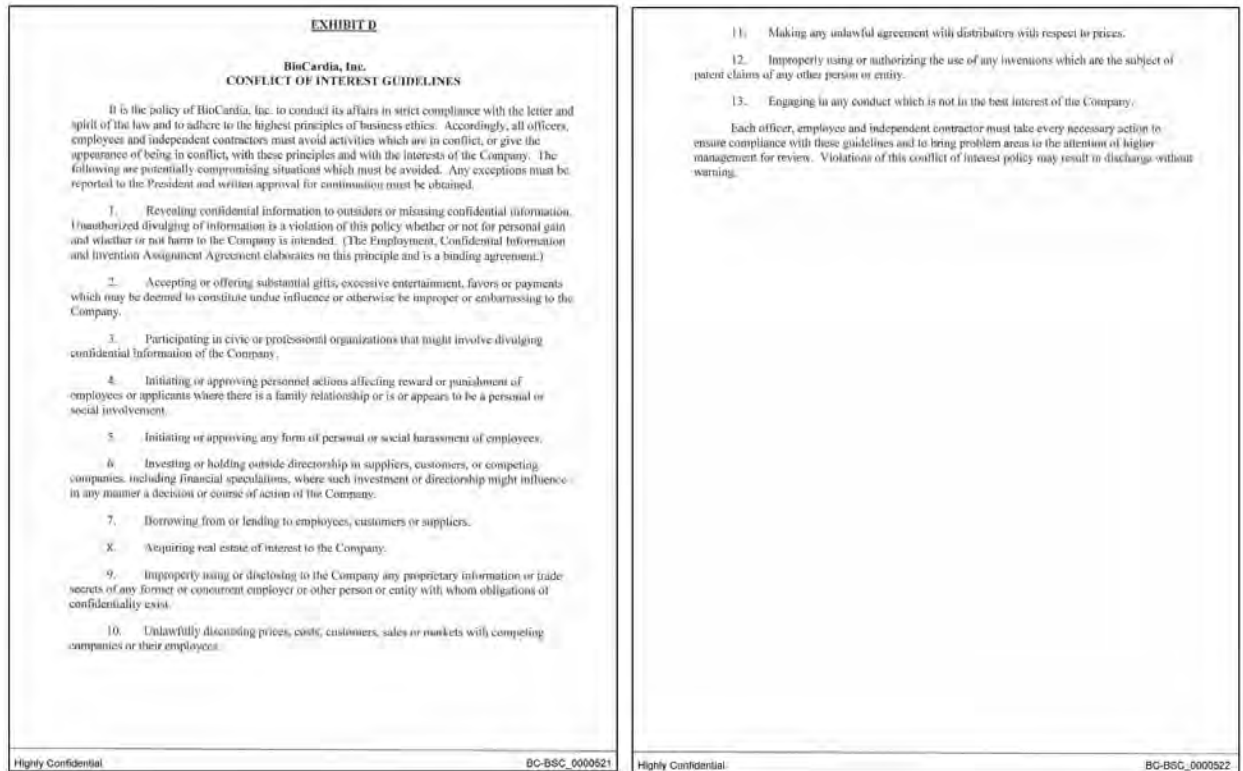 EXHIBIT D
BioCardia, Inc.
CONFLICT OF INTEREST GUIDELINES
It is the policy of BioCardia, Inc. to conduct its affairs in strict compliance with the letter and
spirit of the law and to adhere to the highest principles of business ethics. Accordingly, all officers,
employees and independent contractors must avoid activities which are in conflict, or give the
appearance of being in conflict, with these principles and with the interests of the Company. The
following are potentially compromising situations which must be avoided. Any exceptions must be
reported to the President and written approval for continuation must be obtained.
1. Revealing confidential information to outsiders or misusing confidential information.
Unauthorized divulging of information is a violation of this policy whether or not for personal gain
and whether or not harm to the Company is intended. (The Employment, Confidential Information
and Invention Assignment Agreement elaborates on this principle and is a binding agreement.)
2. Accepting or offering substantial gifts, excessive entertainment, favors or payments
which may be deemed to constitute undue influence or otherwise be improper or embarrassing to the
Company.
3. Participating in civic or professional organizations that might involve divulging
confidential information of the Company.
4. Initiating or approving personnel actions affecting reward or punishment of
employees or applicants where there is a family relationship or is or appears to be a personal or
social involvement.
5. Initiating or approving any form of personal or social harassment of employees.
6. Investing or holding outside directorship in suppliers, customers, or competing
companies, including financial speculations, where such investment or directorship might influence
in any manner a decision or course of action of the Company.
7. Borrowing from or lending to employees, customers or suppliers.
8. Acquiring real estate of interest to the Company.
9. Improperly using or disclosing to the Company any proprietary information or trade
secrets of any former or concurrent employer or other person or entity with whom obligations of
confidentiality exist.
10. Unlawfully discussing prices, costs, customers, sales or markets with competing
companies or their employees.
Highly Confidential
BC-BSC_0000521
11. Making any unlawful agreement with distributors with respect to prices.
12. Improperly using or authorizing the use of any inventions which are the subject of
patent claims of any other person or entity.
13. Engaging in any conduct which is not in the best interest of the Company.
Each officer, employee and independent contractor must take every necessary action to
ensure compliance with these guidelines and to bring problem areas to the attention of higher
management for review. Violations of this conflict of interest policy may result in discharge without
warning.
Highly Confidential
BC-BSC_0000522